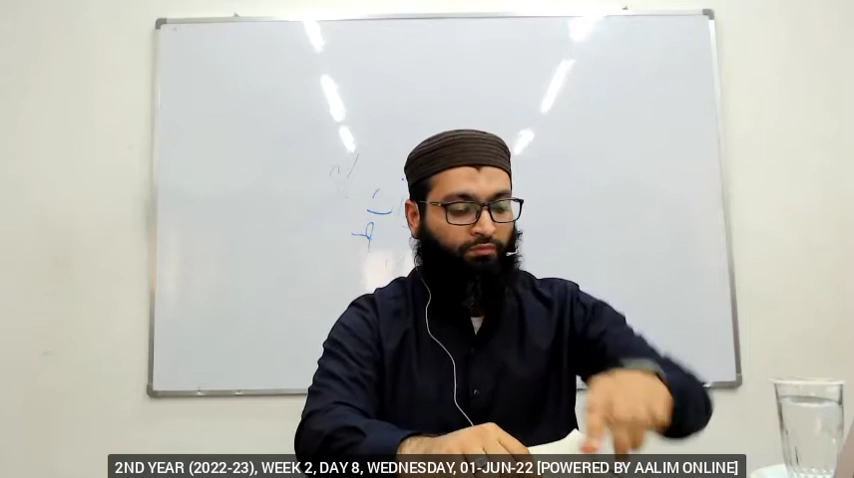 2ND YEAR (2022-23), WEEK 2, DAY 8, WEDNESDAY, 01-JUN-22 [POWERED BY AALIM ONLINE]